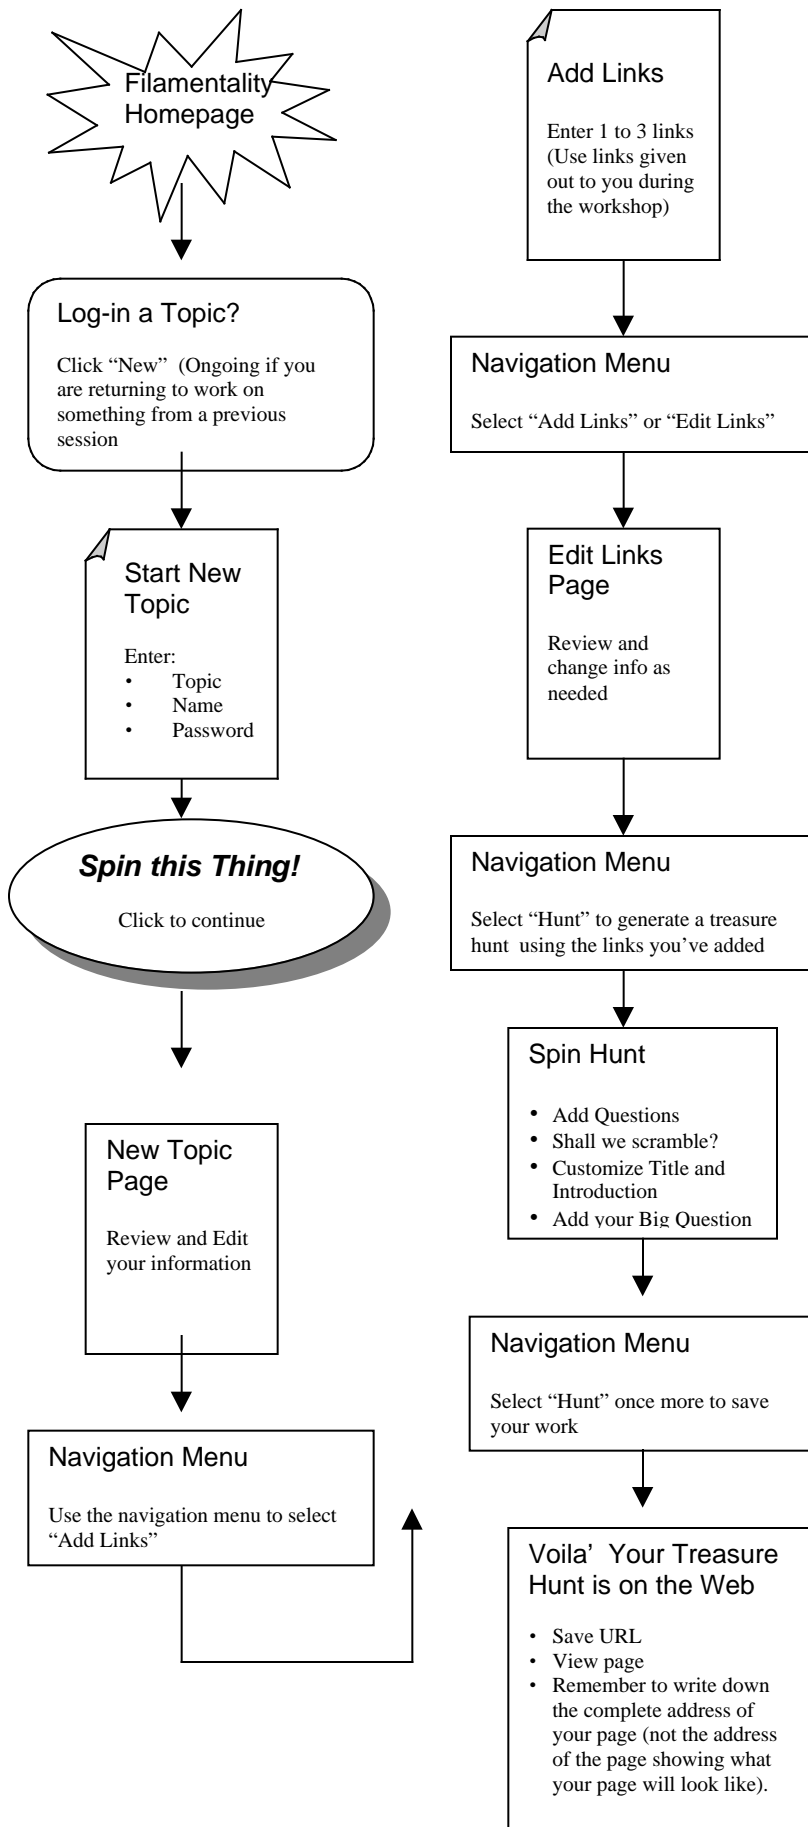 Filamentality
Homepage
Log-in a Topic?
Click “New”  (Ongoing if you
are returning to work on
something from a previous
session
Start New
Topic
Enter:
• Topic
• Name
• Password
Spin this Thing!
Click to continue
New Topic
Page
Review and Edit
your information
Navigation Menu
Use the navigation menu to select
“Add Links”
Add Links
Enter 1 to 3 links
(Use links given
out to you during
the workshop)
Navigation Menu
Select “Add Links” or “Edit Links”
Edit Links
Page
Review and
change info as
needed
Navigation Menu
Select “Hunt” to generate a treasure
hunt  using the links you’ve added
Spin Hunt
• Add Questions
• Shall we scramble?
• Customize Title and
Introduction
• Add your Big Question
Navigation Menu
Select “Hunt” once more to save
your work
Voila’  Your Treasure
Hunt is on the Web
• Save URL
• View page
• Remember to write down
the complete address of
your page (not the address
of the page showing what
your page will look like).